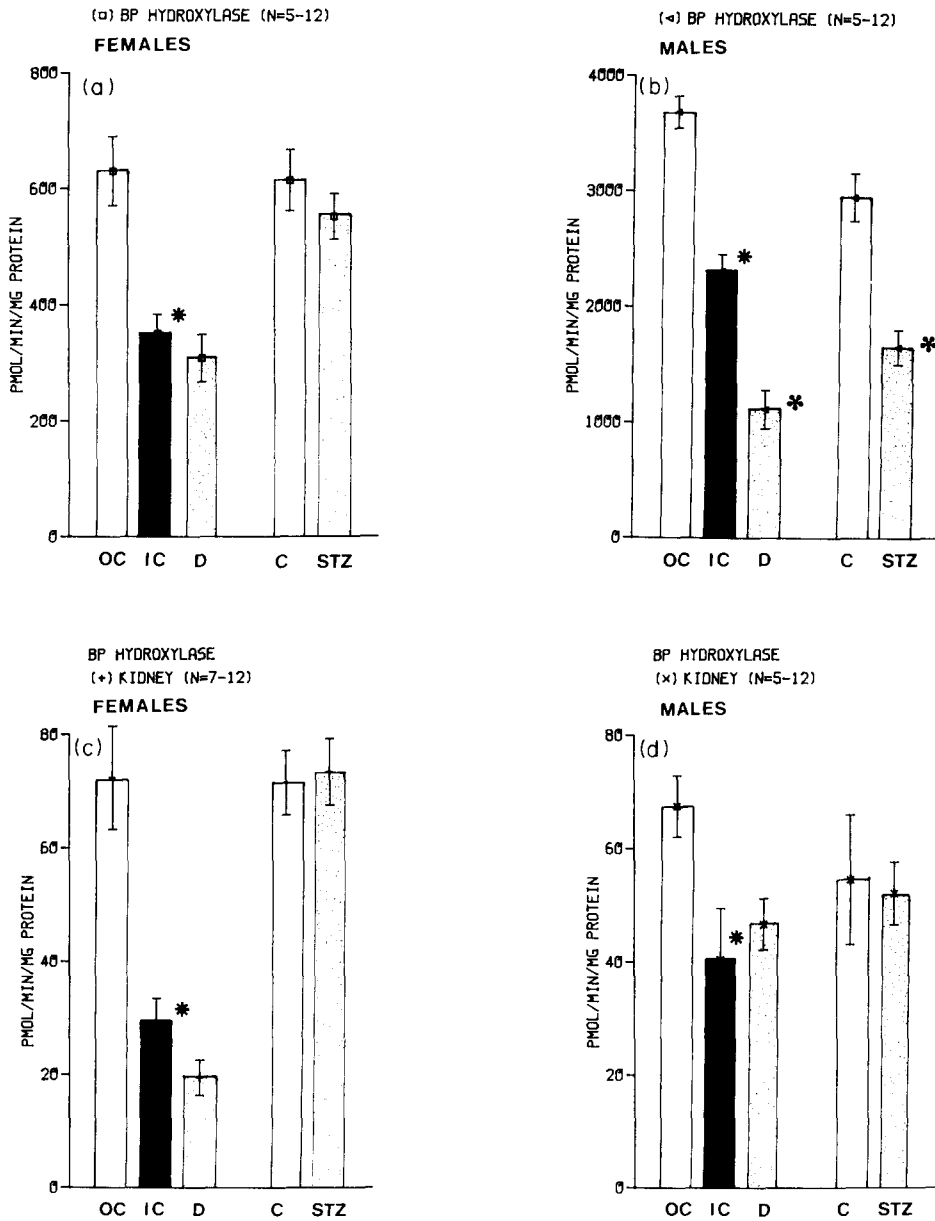 (□) BP HYDROXYLASE (N=5-12)
FEMALES
(a)
800
600
400
200
0
PMOL/MIN/MG PROTEIN
*
OC IC D C STZ
(◁) BP HYDROXYLASE (N=5-12)
MALES
(b)
4000
3000
2000
1000
0
PMOL/MIN/MG PROTEIN
*
*
*
OC IC D C STZ
BP HYDROXYLASE
(+) KIDNEY (N=7-12)
FEMALES
(c)
80
60
40
20
0
PMOL/MIN/MG PROTEIN
*
OC IC D C STZ
BP HYDROXYLASE
(×) KIDNEY (N=5-12)
MALES
(d)
80
60
40
20
0
PMOL/MIN/MG PROTEIN
*
OC IC D C STZ